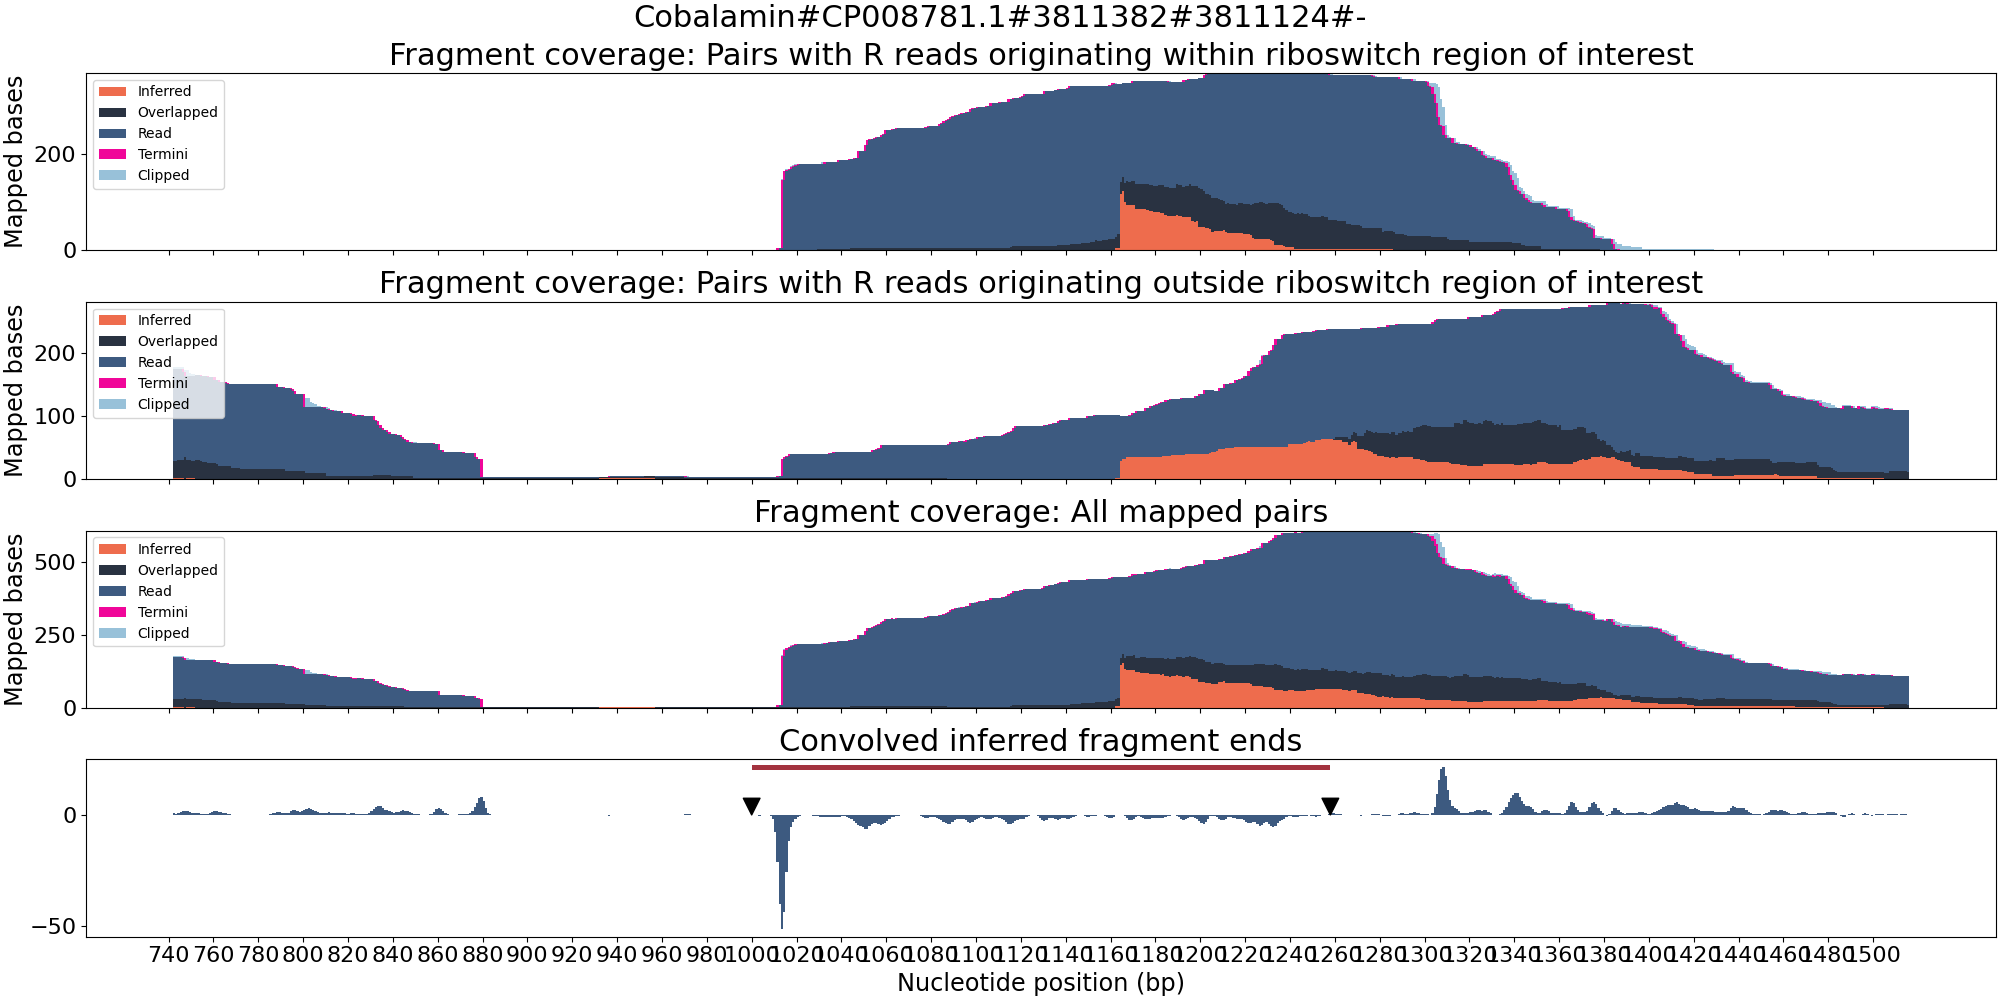 Cobalamin#CP008781.1#3811382#3811124#-
Fragment coverage: Pairs with R reads originating within riboswitch region of interest
Mapped bases
200
0
Inferred
Overlapped
Read
Termini
Clipped
Fragment coverage: Pairs with R reads originating outside riboswitch region of interest
Mapped bases
200
100
0
Inferred
Overlapped
Read
Termini
Clipped
Fragment coverage: All mapped pairs
Mapped bases
500
250
0
Inferred
Overlapped
Read
Termini
Clipped
Convolved inferred fragment ends
0
−50
740 760 780 800 820 840 860 880 900 920 940 960 980 1000 1020 1040 1060 1080 1100 1120 1140 1160 1180 1200 1220 1240 1260 1280 1300 1320 1340 1360 1380 1400 1420 1440 1460 1480 1500
Nucleotide position (bp)